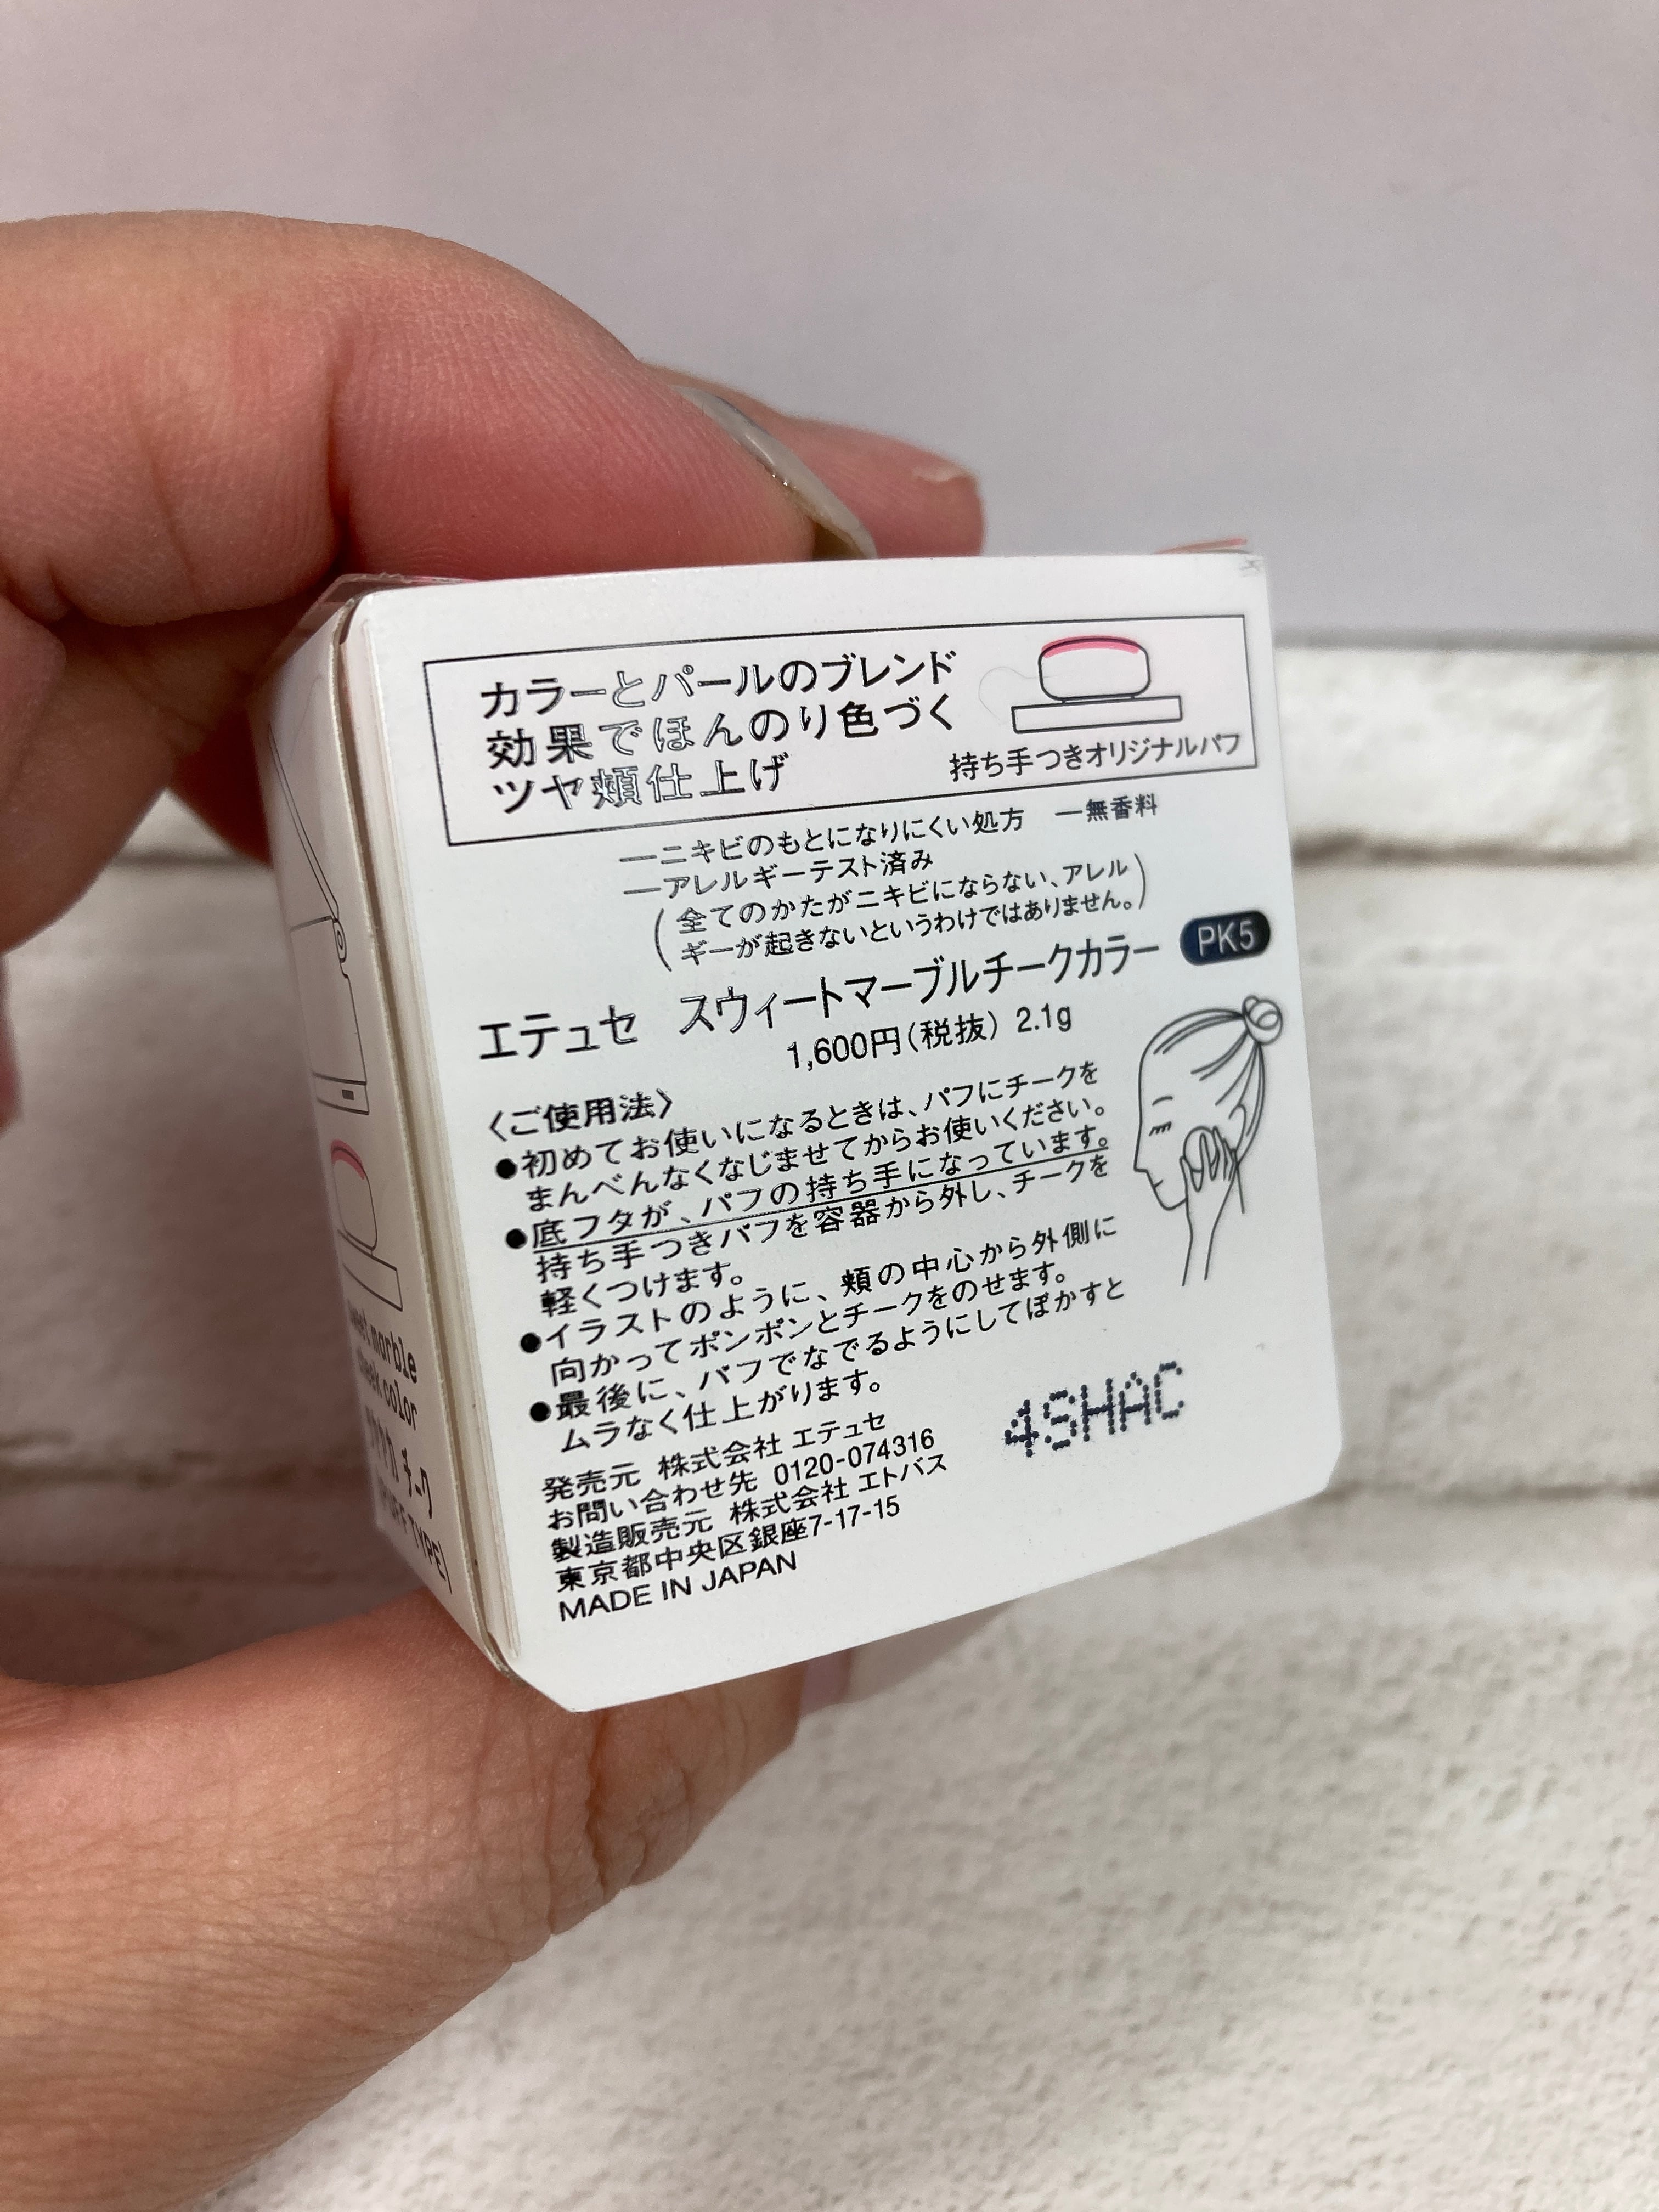 カラーとパールのブレンド
効果でほんのり色づく
ツヤ頬仕上げ
持ち手つきオリジナルパフ
―ニキビのもとになりにくい処方 ―無香料
―アレルギーテスト済み
(全てのかたがニキビにならない、アレル
ギーが起きないというわけではありません。)
エテュセ スウィートマーブルチークカラー PK5
1,600円(税抜) 2.1g
〈ご使用法〉
●初めてお使いになるときは、パフにチークを
まんべんなくなじませてからお使いください。
●底フタが、パフの持ち手になっています。
持ち手つきパフを容器から外し、チークを
軽くつけます。
●イラストのように、頬の中心から外側に
向かってポンポンとチークをのせます。
●最後に、パフでなでるようにしてぼかすと
ムラなく仕上がります。
発売元 株式会社 エテュセ
お問い合わせ先 0120-074316
製造販売元 株式会社 エトバス
東京都中央区銀座7-17-15
MADE IN JAPAN
4SHAC
marble
color
チーク
TYPE